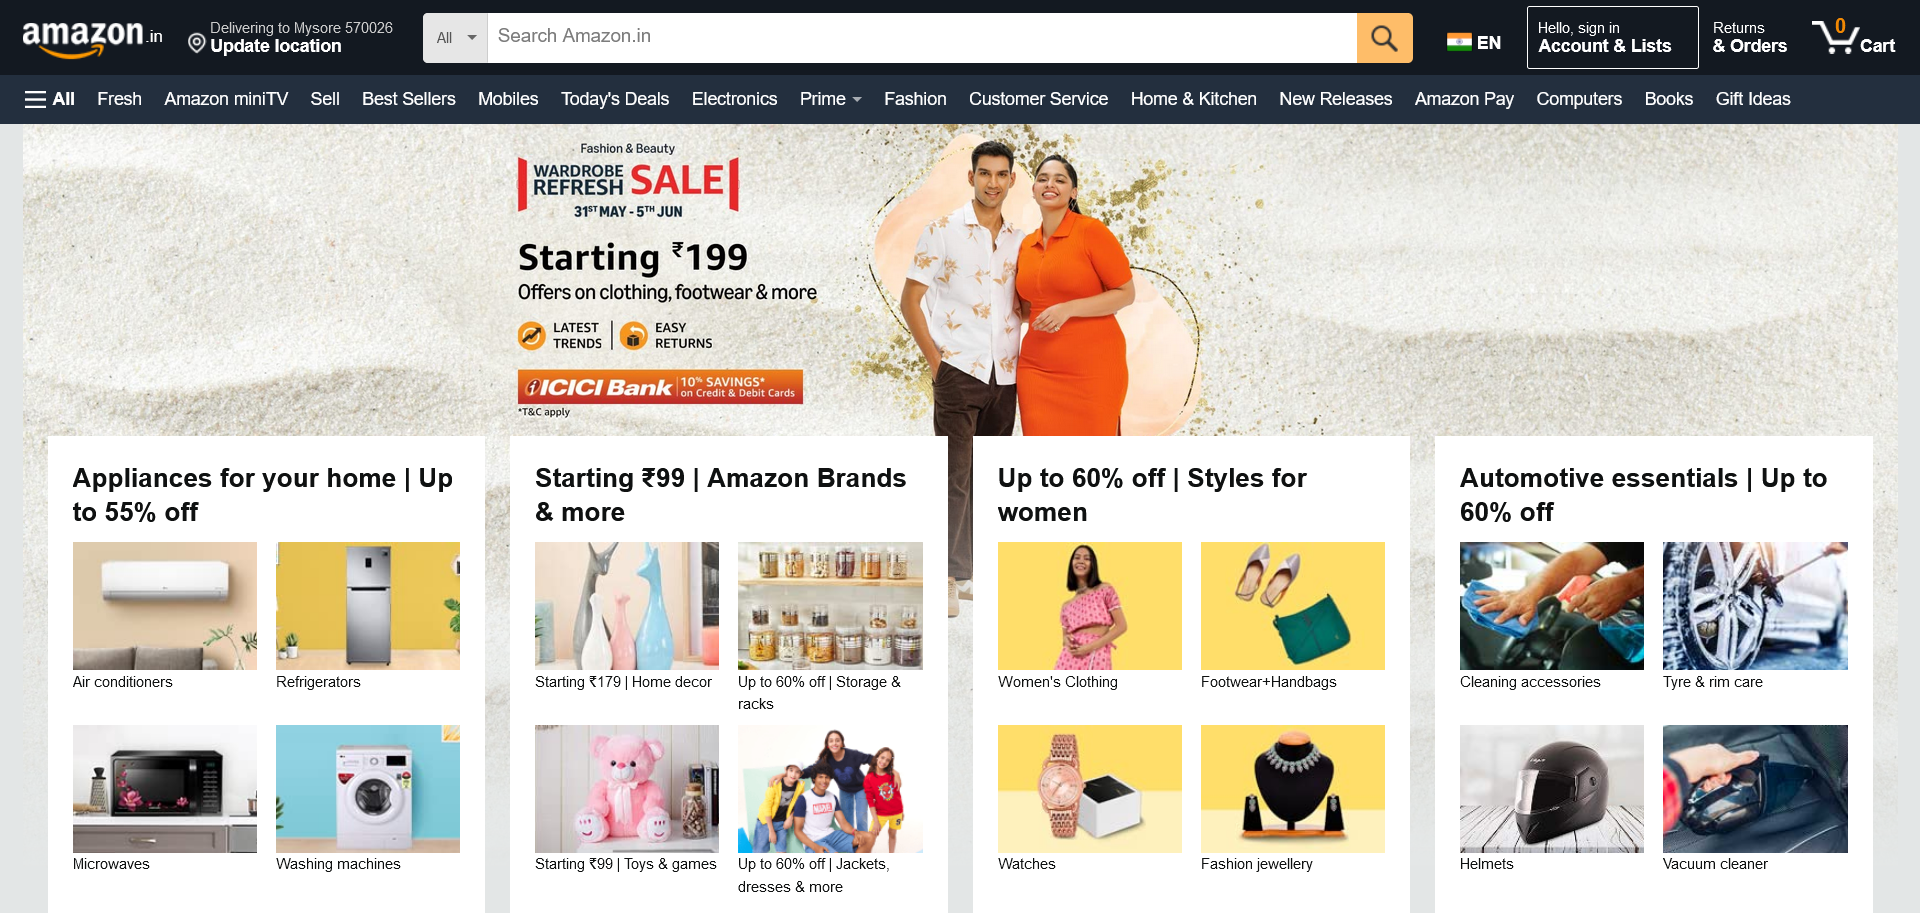 amazon.in
Delivering to Mysore 570026
Update location
All
Search Amazon.in
EN
Hello, sign in
Account & Lists
Returns
& Orders
0
Cart
All Fresh Amazon miniTV Sell Best Sellers Mobiles Today's Deals Electronics Prime Fashion Customer Service Home & Kitchen New Releases Amazon Pay Computers Books Gift Ideas
Fashion & Beauty
WARDROBE
REFRESH SALE
31ST MAY - 5TH JUN
Starting ₹199
Offers on clothing, footwear & more
LATEST
TRENDS
EASY
RETURNS
ICICI Bank
10% SAVINGS*
on Credit & Debit Cards
*T&C apply
Appliances for your home | Up
to 55% off
Air conditioners
Refrigerators
Microwaves
Washing machines
Starting ₹99 | Amazon Brands
& more
Starting ₹179 | Home decor
Up to 60% off | Storage &
racks
Starting ₹99 | Toys & games
Up to 60% off | Jackets,
dresses & more
Up to 60% off | Styles for
women
Women's Clothing
Footwear+Handbags
Watches
Fashion jewellery
Automotive essentials | Up to
60% off
Cleaning accessories
Tyre & rim care
Helmets
Vacuum cleaner